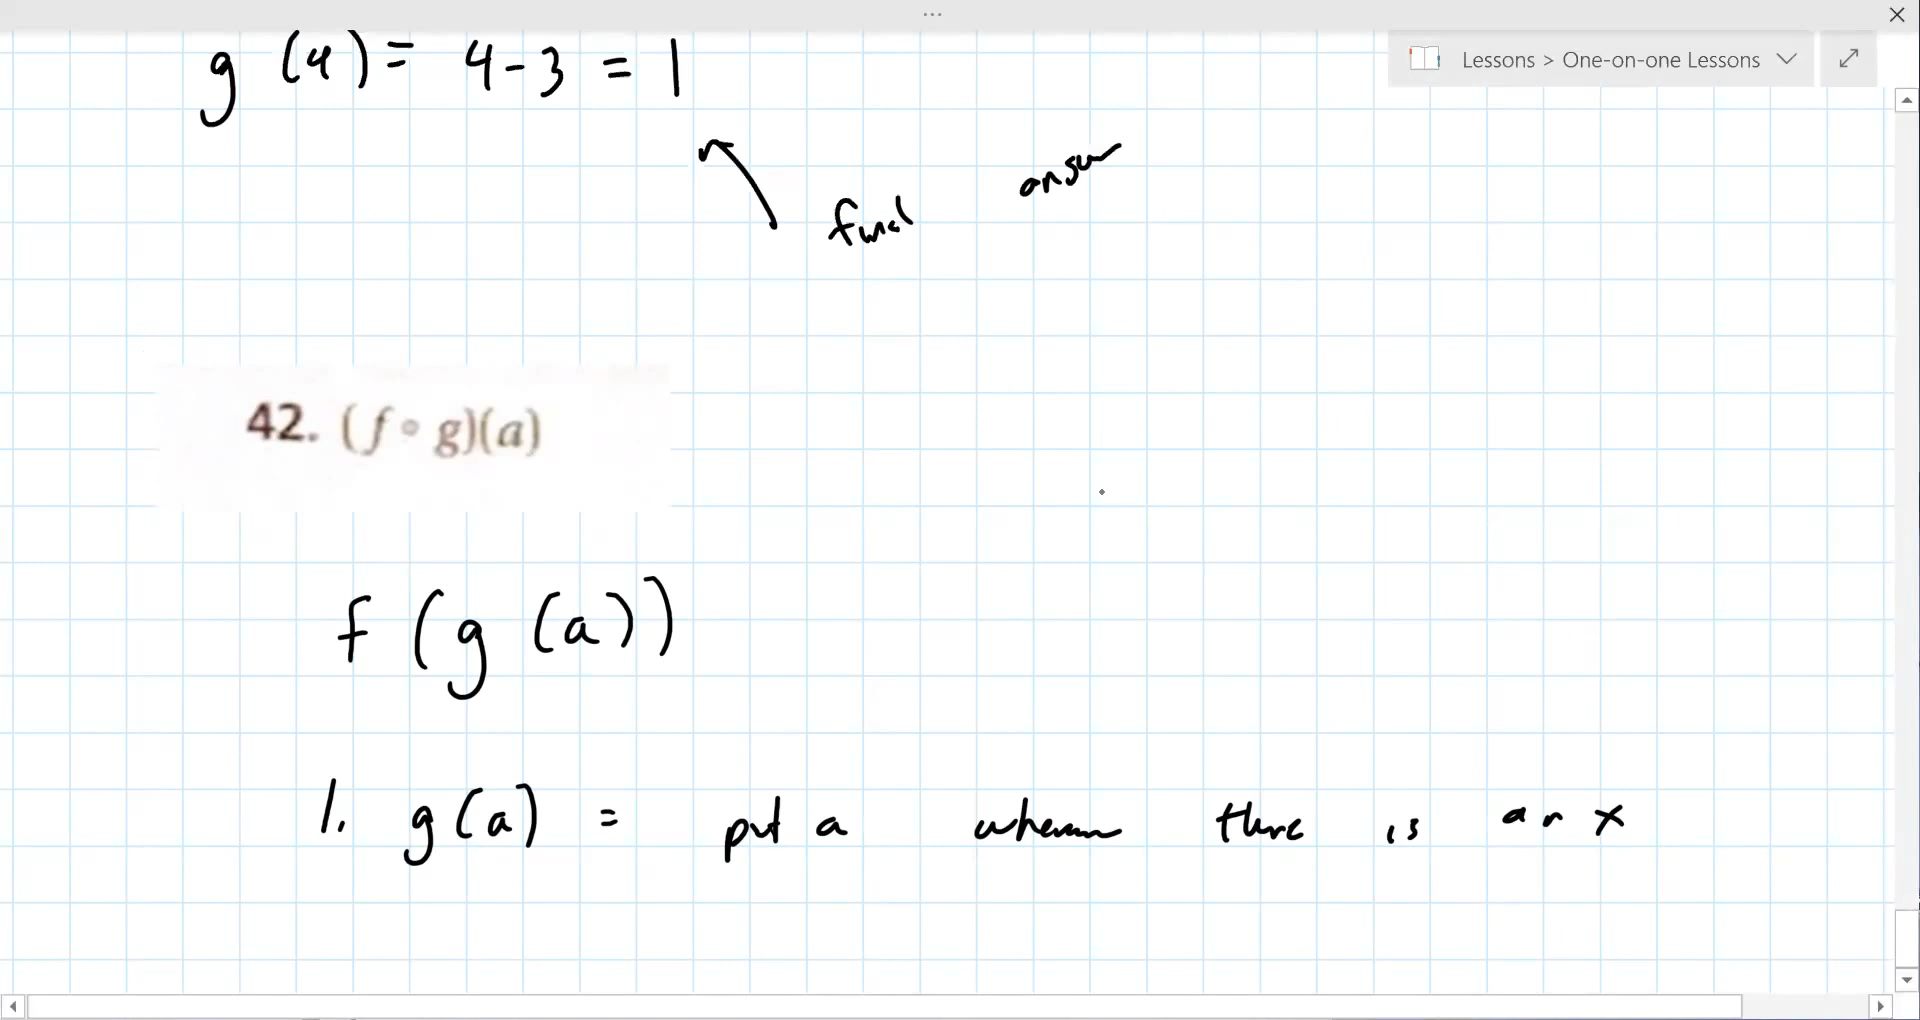 ...
Lessons > One-on-one Lessons
g (4) = 4 - 3 = 1
final answer
42. (f ∘ g)(a)
f (g (a))
1. g(a) = put a where there is an x